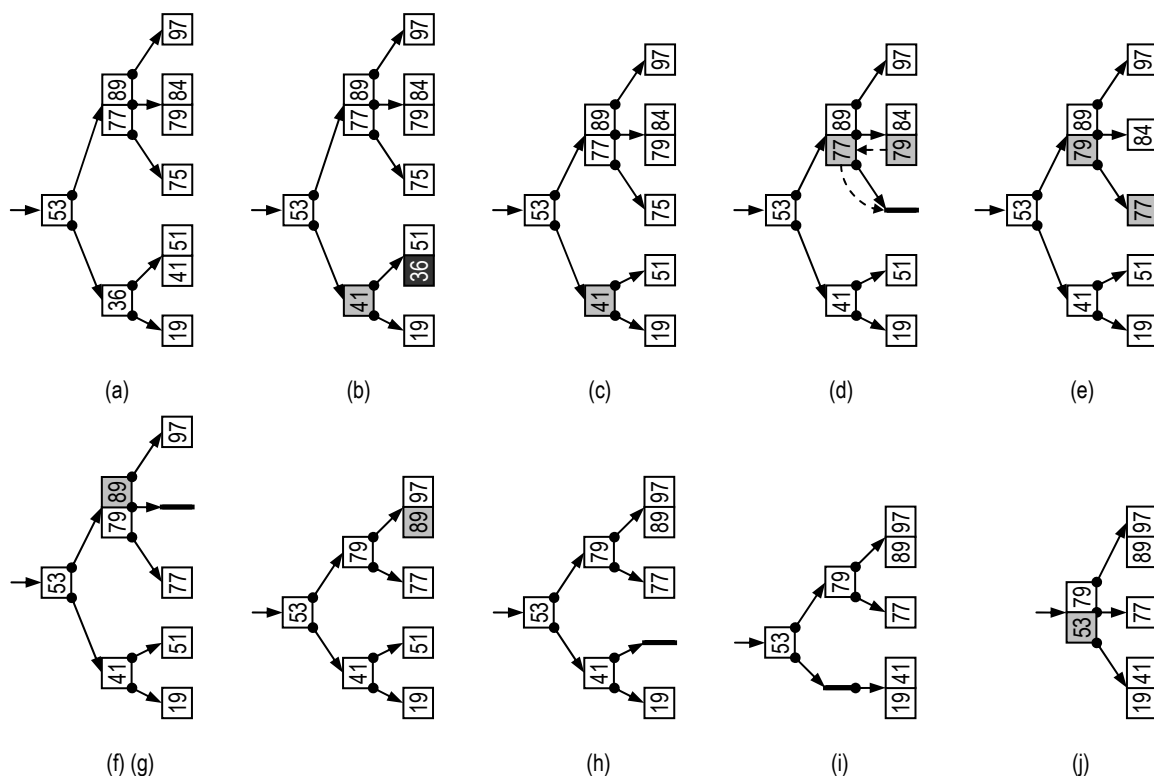 53
36 77 89
19 41 51 75 79 84 97
(a)
53
41 77 89
19 36 51 75 79 84 97
(b)
53
41 77 89
19 51 75 79 84 97
(c)
53
41 77 89
19 51 79 84 97
(d)
53
41 79 89
19 51 77 84 97
(e)
53
41 79 89
19 51 77 97
(f) (g)
53
41 79
19 51 77 89 97
53
41 79
19 77 89 97
(h)
53
79
19 41 77 89 97
(i)
53 79
19 41 77 89 97
(j)